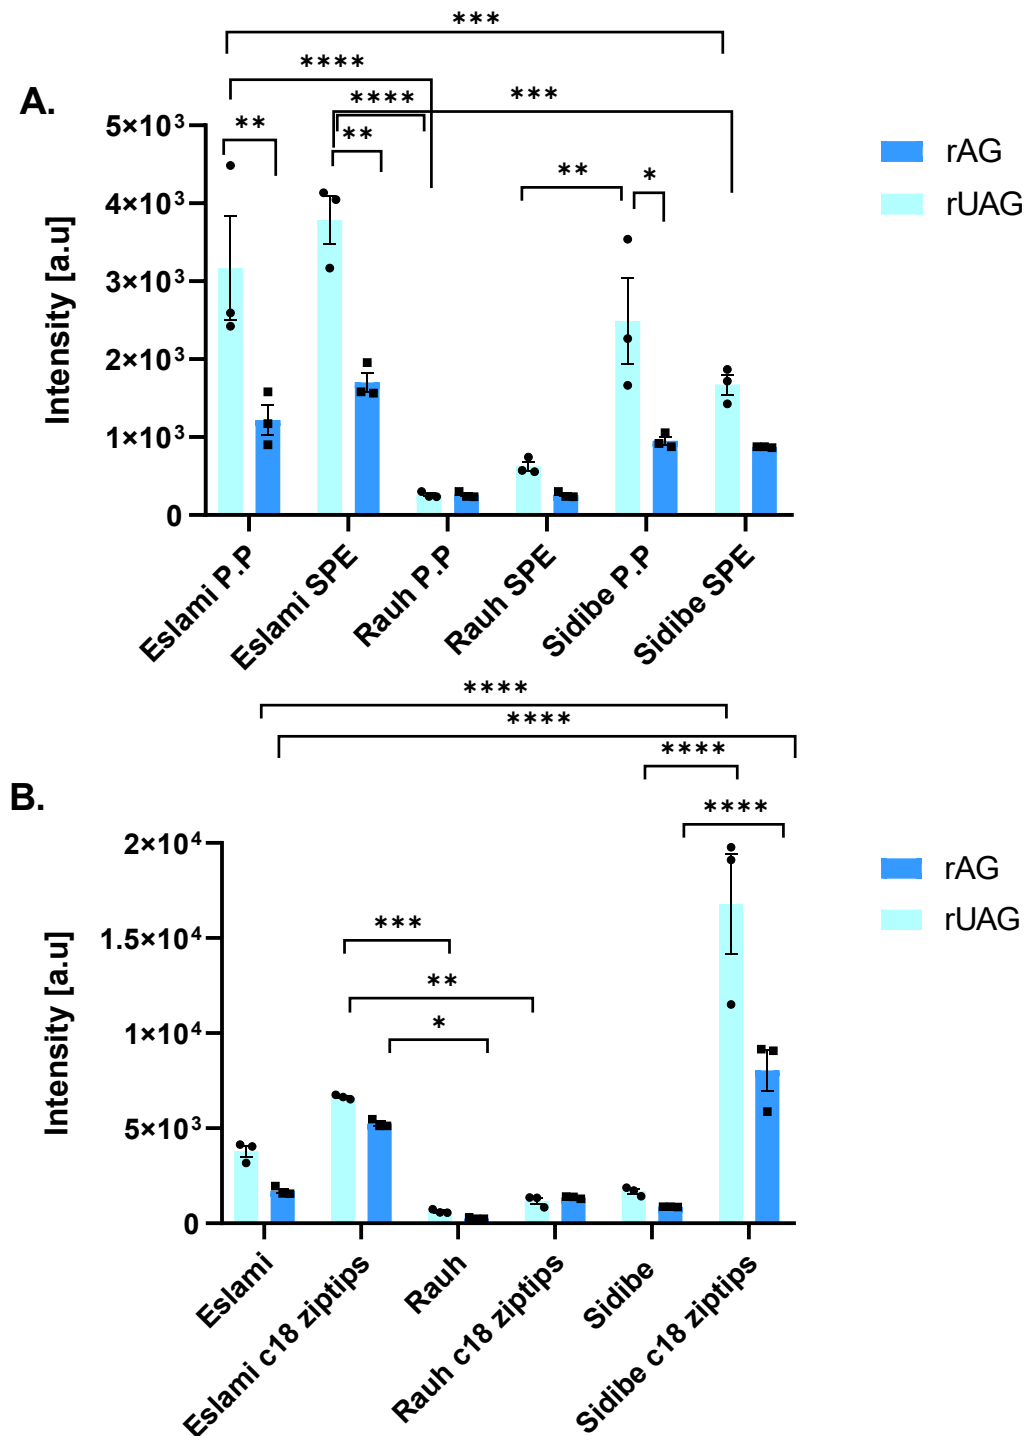 ***
****
A.
****
***
5×10³
**
**
rAG
**
*
4×10³
rUAG
3×10³
Intensity [a.u]
2×10³
1×10³
0
Eslami P.P
Eslami SPE
Rauh P.P
Rauh SPE
Sidibe P.P
Sidibe SPE
****
****
****
B.
****
2×10⁴
rAG
***
rUAG
1.5×10⁴
**
*
1×10⁴
Intensity [a.u]
5×10³
0
Eslami
Eslami c18 ziptips
Rauh
Rauh c18 ziptips
Sidibe
Sidibe c18 ziptips